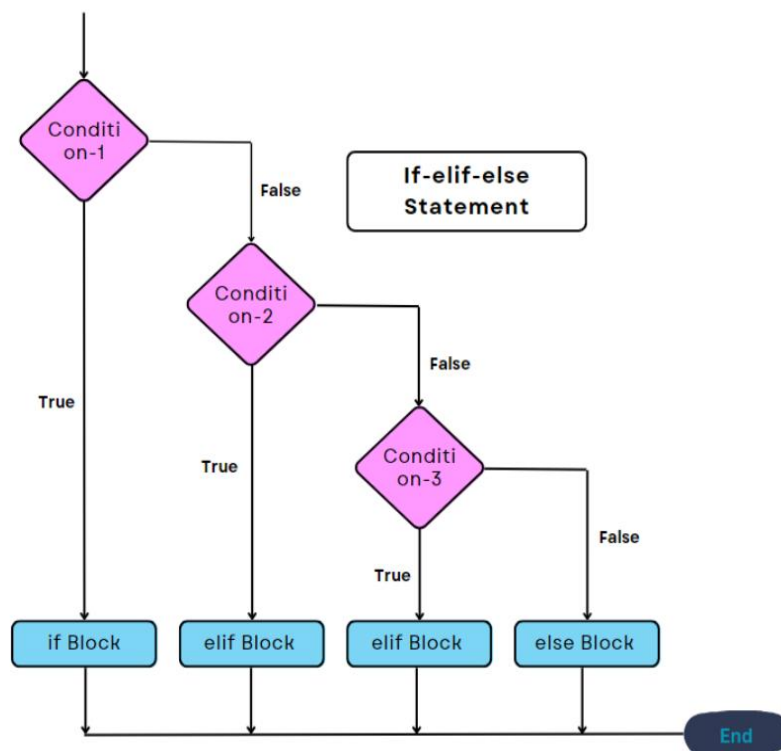 Conditi
on-1
False
If-elif-else
Statement
Conditi
on-2
False
True
Conditi
on-3
True
False
True
if Block
elif Block
elif Block
else Block
End